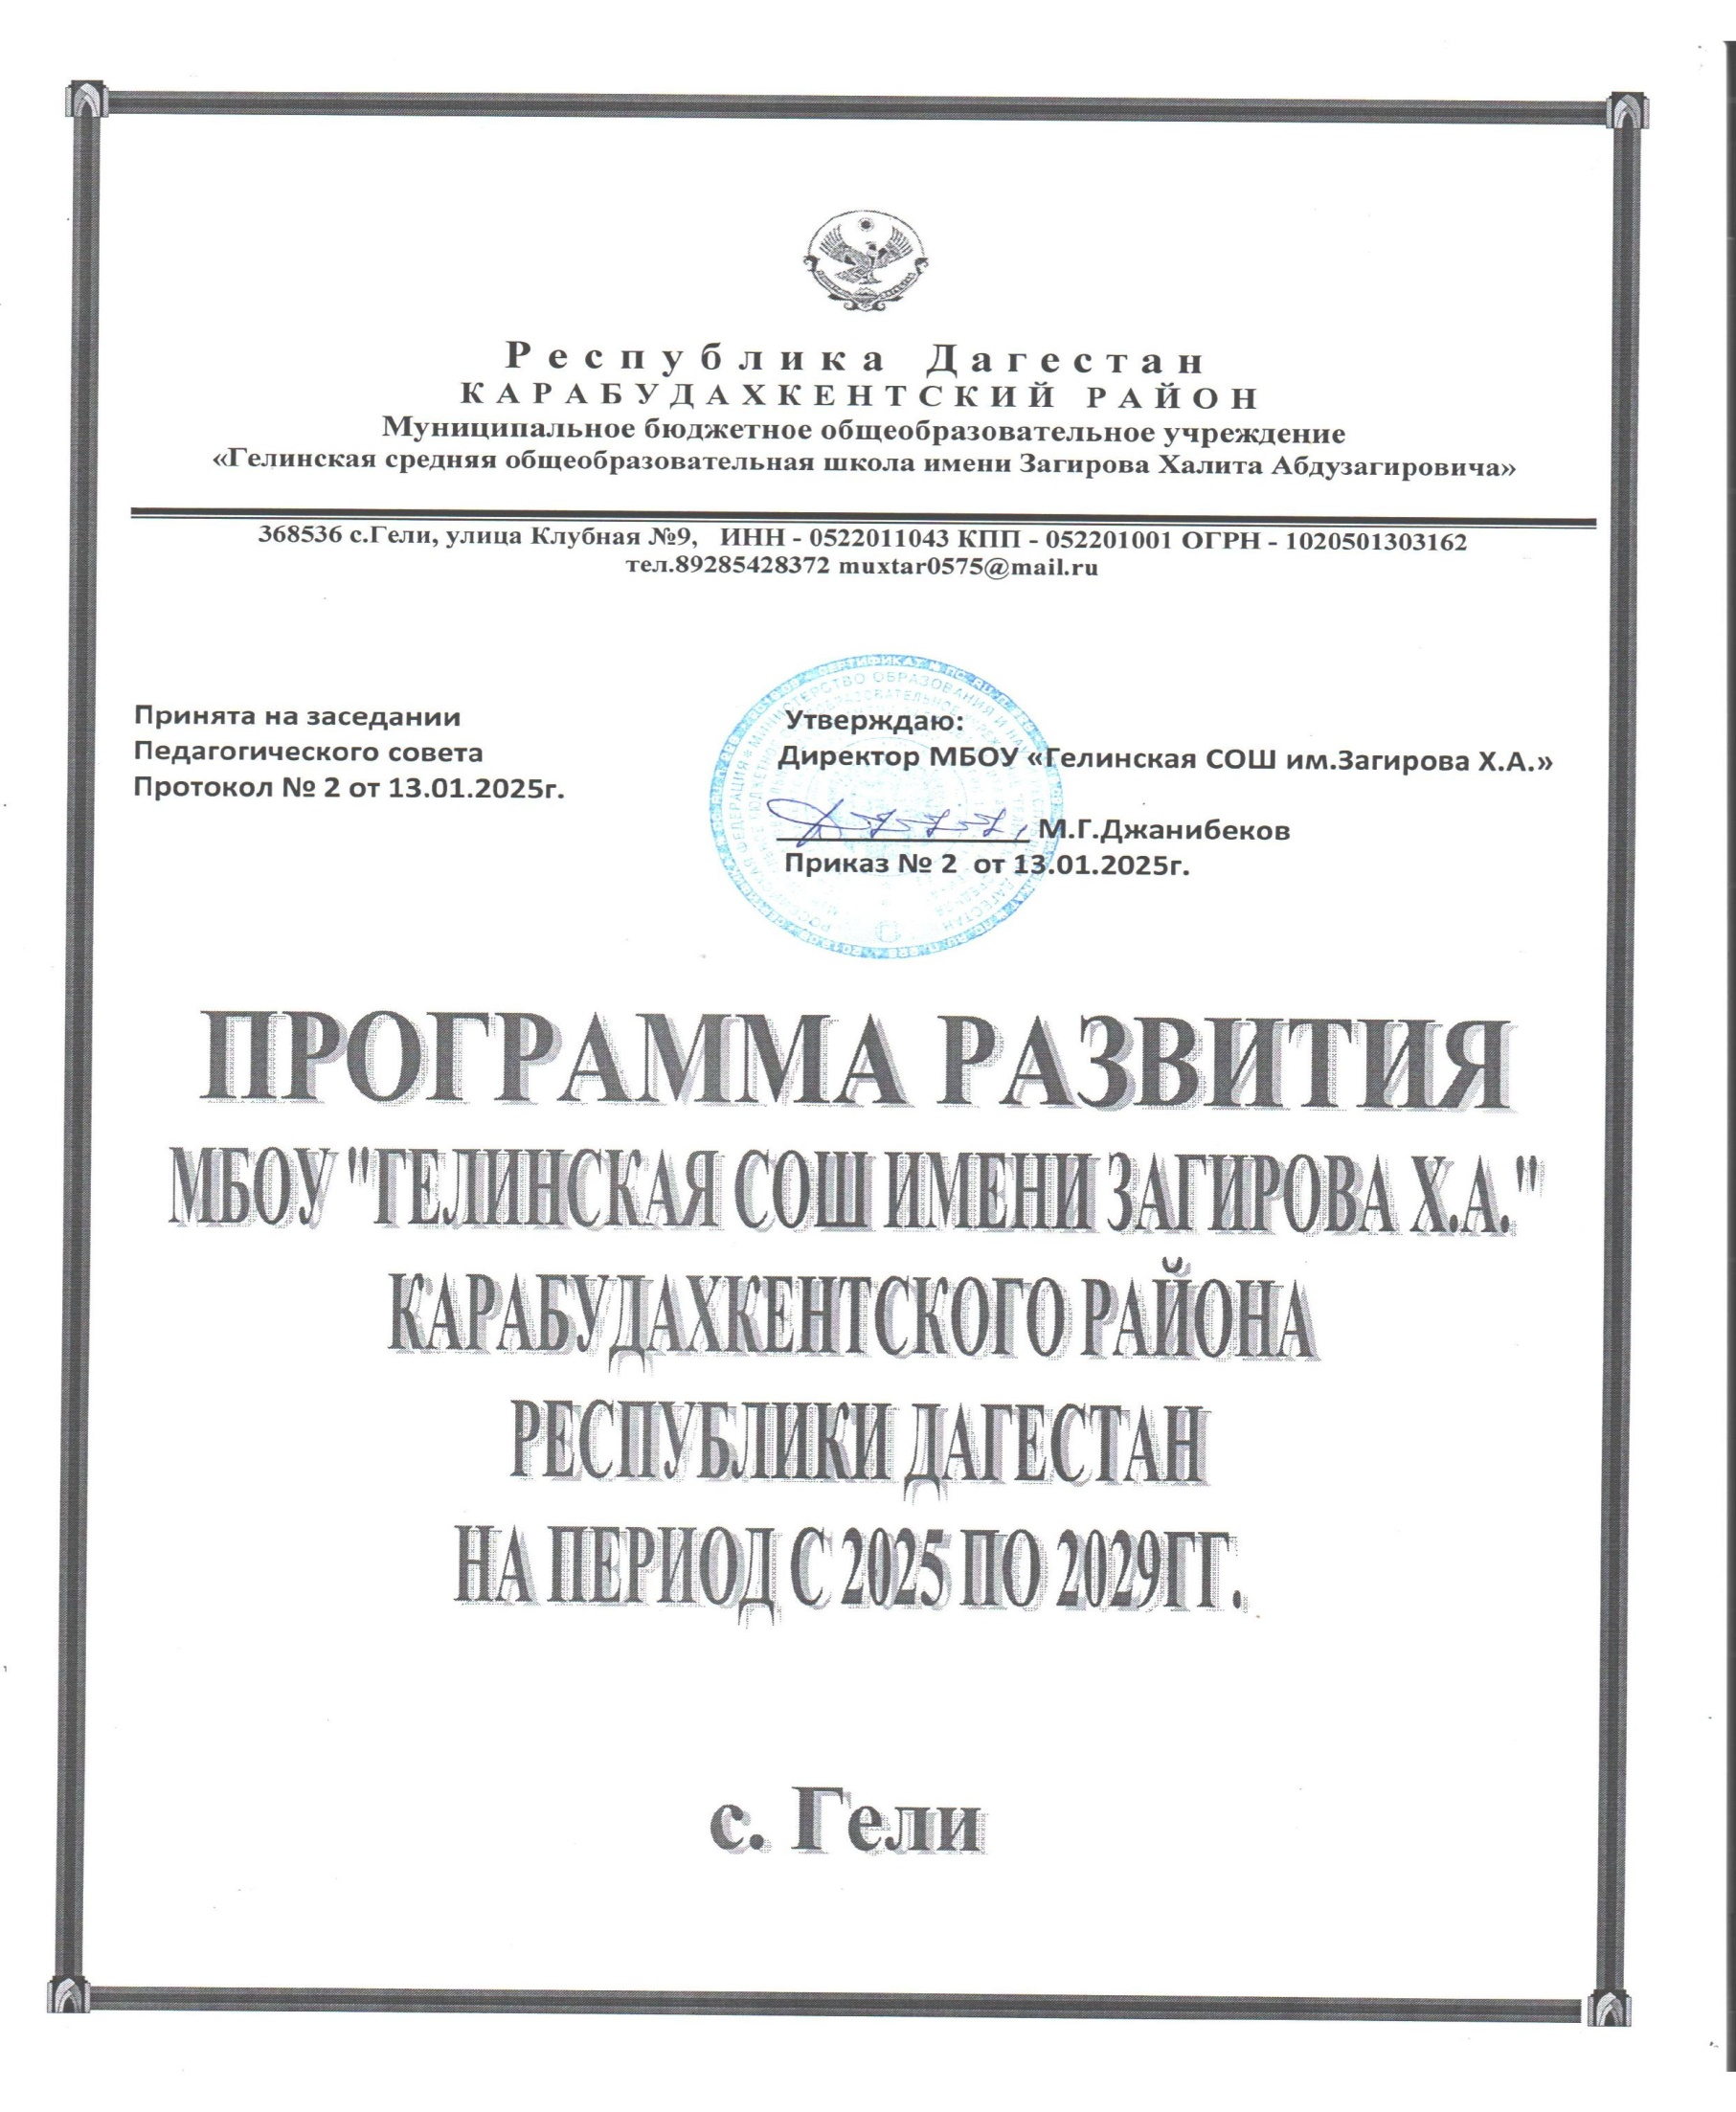 Республика Дагестан
КАРАБУДАХКЕНТСКИЙ РАЙОН
Муниципальное бюджетное общеобразовательное учреждение
«Гелинская средняя общеобразовательная школа имени Загирова Халита Абдузагировича»
368536 с.Гели, улица Клубная №9, ИНН - 0522011043 КПП - 052201001 ОГРН - 1020501303162
тел.89285428372 muxtar0575@mail.ru
Принята на заседании
Педагогического совета
Протокол № 2 от 13.01.2025г.
Утверждаю:
Директор МБОУ «Гелинская СОШ им.Загирова Х.А.»
М.Г.Джанибеков
Приказ № 2 от 13.01.2025г.
ПРОГРАММА РАЗВИТИЯ
МБОУ "ГЕЛИНСКАЯ СОШ ИМЕНИ ЗАГИРОВА Х.А."
КАРАБУДАХКЕНТСКОГО РАЙОНА
РЕСПУБЛИКИ ДАГЕСТАН
НА ПЕРИОД С 2025 ПО 2029ГГ.
с. Гели